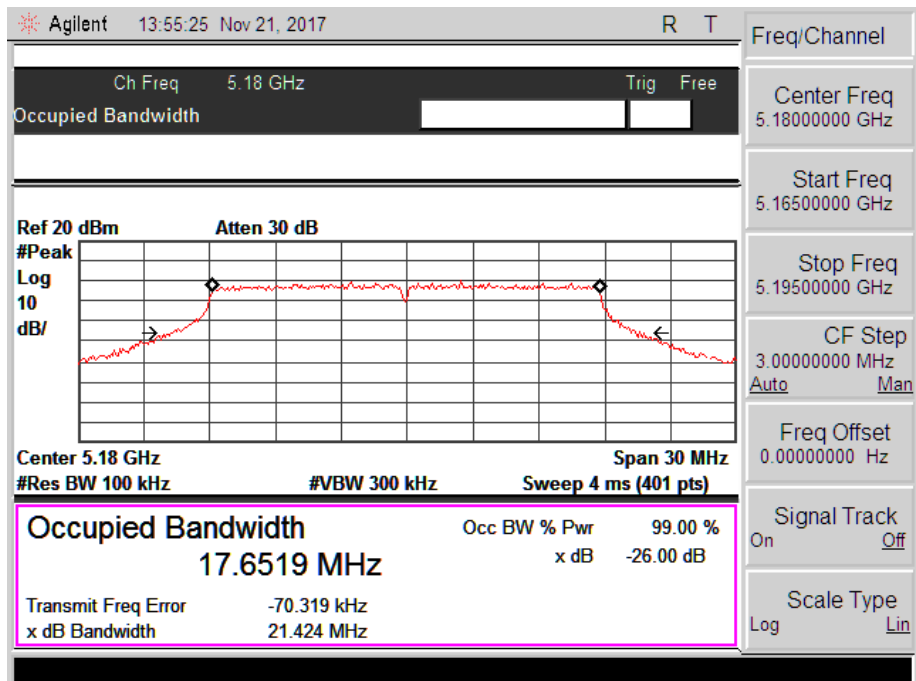 Agilent 13:55:25 Nov 21, 2017 R T
Ch Freq 5.18 GHz Trig Free
Occupied Bandwidth
Ref 20 dBm Atten 30 dB
#Peak
Log
10
dB/
Center 5.18 GHz Span 30 MHz
#Res BW 100 kHz #VBW 300 kHz Sweep 4 ms (401 pts)
Occupied Bandwidth Occ BW % Pwr 99.00 %
17.6519 MHz x dB -26.00 dB
Transmit Freq Error -70.319 kHz
x dB Bandwidth 21.424 MHz
Freq/Channel
Center Freq
5.18000000 GHz
Start Freq
5.16500000 GHz
Stop Freq
5.19500000 GHz
CF Step
3.00000000 MHz
Auto Man
Freq Offset
0.00000000 Hz
Signal Track
On Off
Scale Type
Log Lin